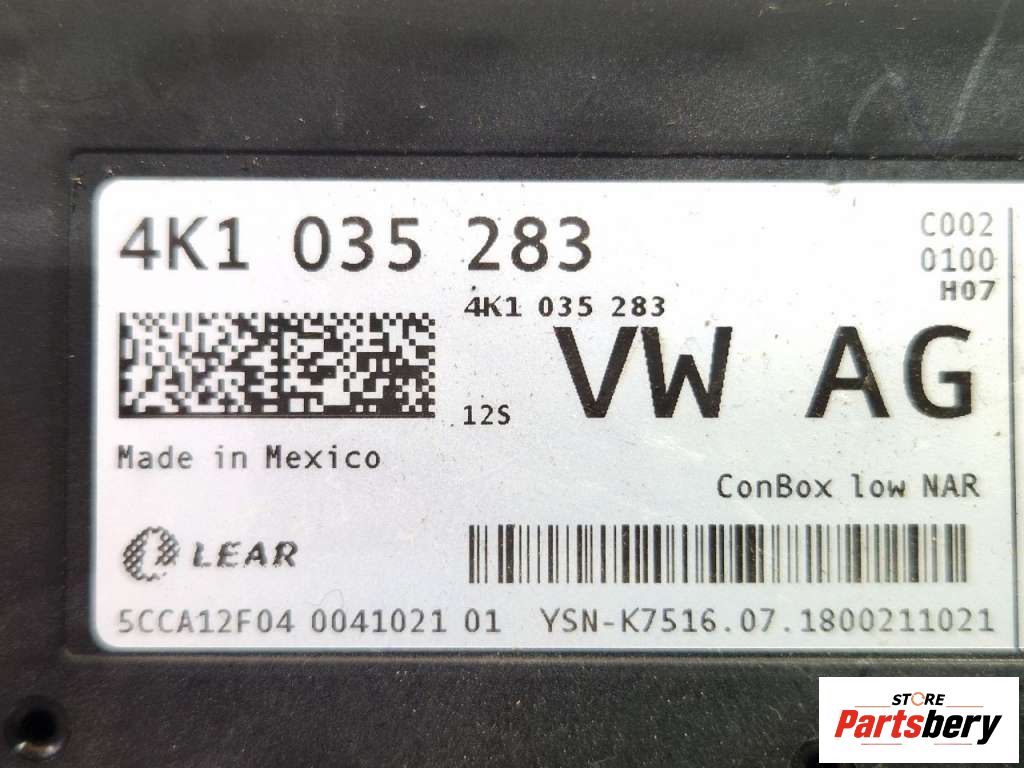 4K1 035 283
C002
0100
H07
4K1 035 283
VW AG
12S
Made in Mexico
ConBox low NAR
LEAR
5CCA12F04 0041021 01 YSN-K7516.07.1800211021
STORE
Partsbery